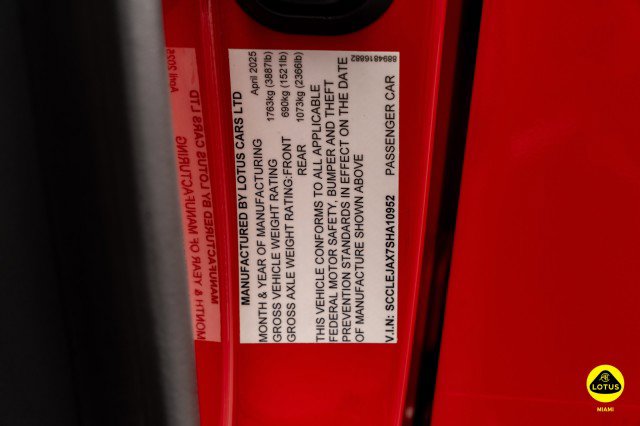 MANUFACTURED BY LOTUS CARS LTD
MONTH & YEAR OF MANUFACTURING April 2025
GROSS VEHICLE WEIGHT RATING 1763kg (3887lb)
GROSS AXLE WEIGHT RATING:FRONT 690kg (1521lb)
REAR 1073kg (2366lb)
THIS VEHICLE CONFORMS TO ALL APPLICABLE
FEDERAL MOTOR SAFETY, BUMPER AND THEFT
PREVENTION STANDARDS IN EFFECT ON THE DATE
OF MANUFACTURE SHOWN ABOVE
V.I.N: SCCLEJAX7SHA10952 PASSENGER CAR 8894816882
MANUFACTURED BY LOTUS CARS LTD
MONTH & YEAR OF MANUFACTURING April 2025
LOTUS
MIAMI